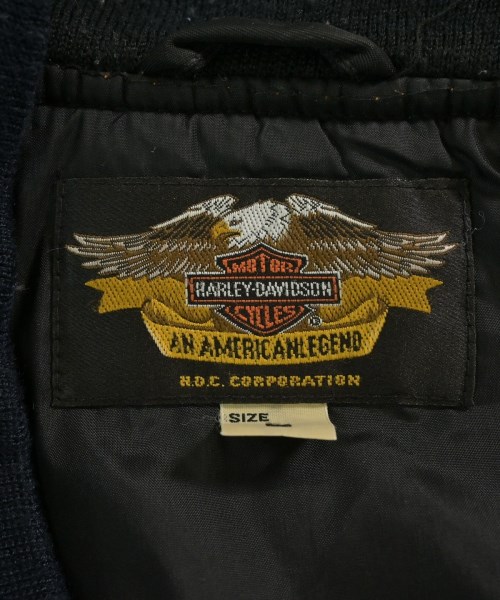 MOTOR
HARLEY-DAVIDSON
CYCLES
®
AN AMERICAN LEGEND
H.D.C. CORPORATION
SIZE